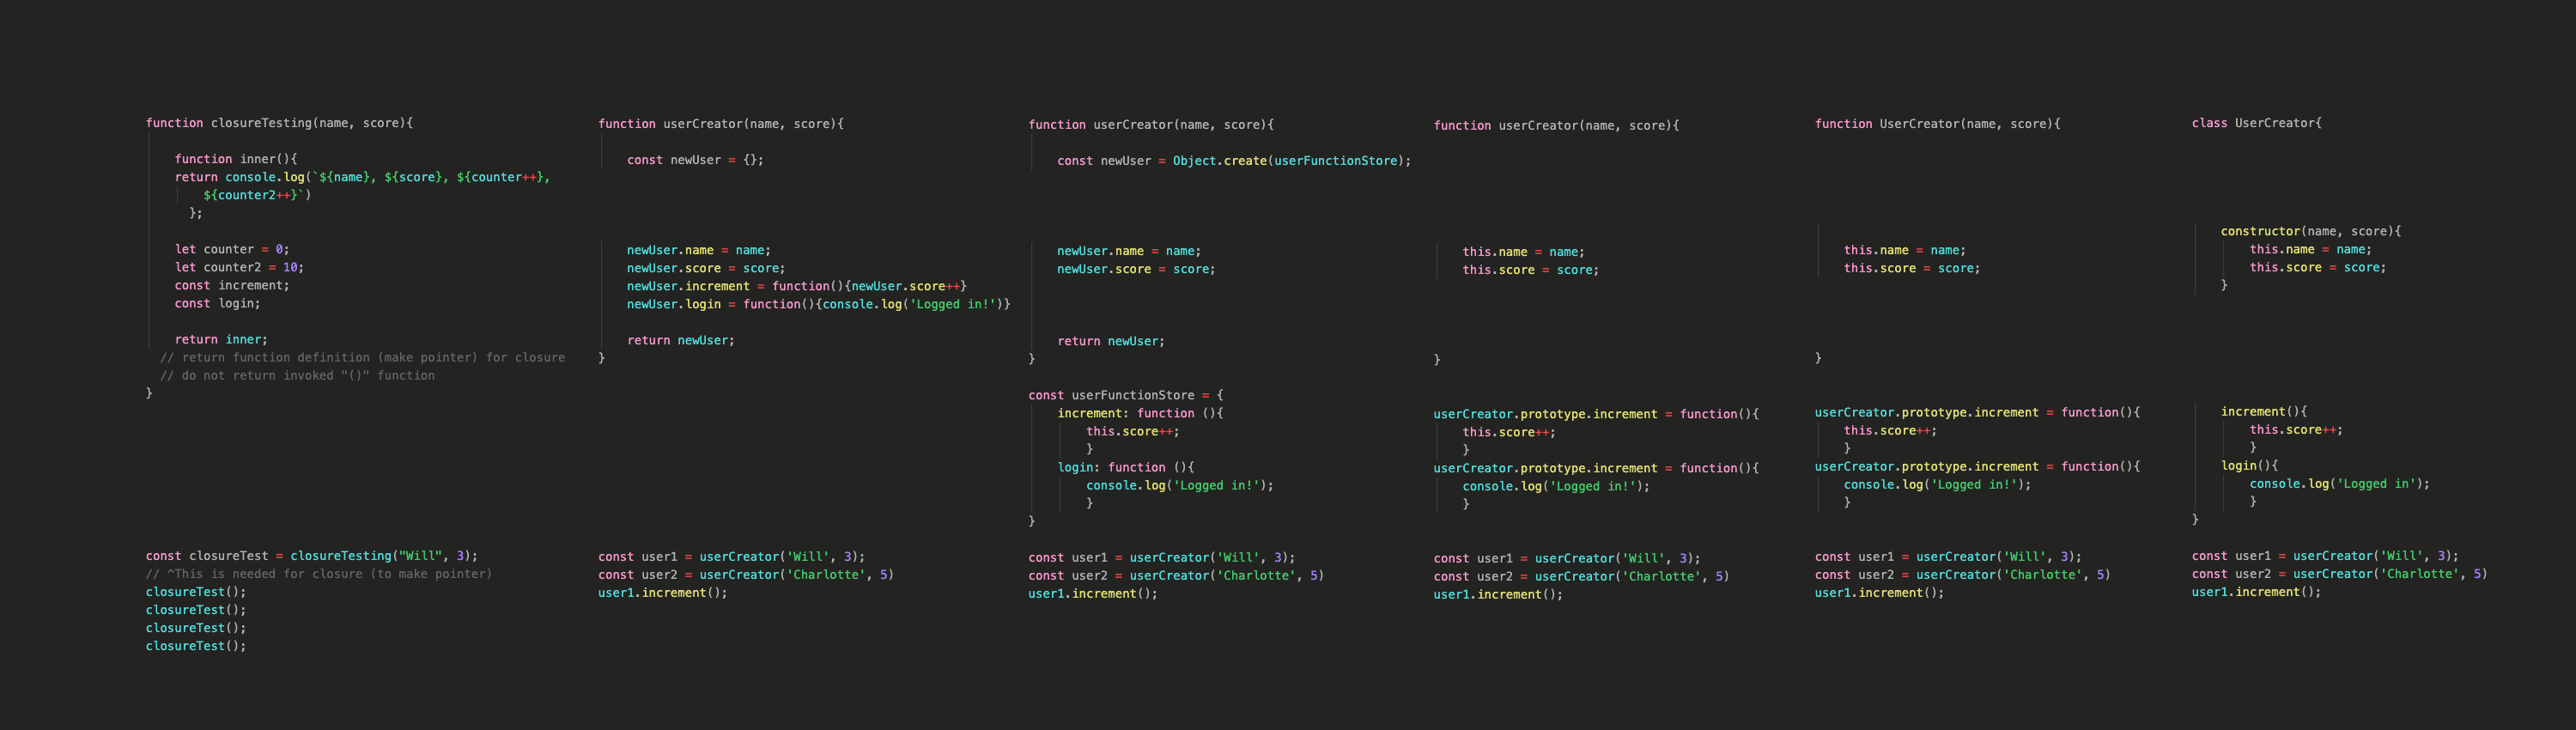 function closureTesting(name, score){
function inner(){
return console.log(`${name}, ${score}, ${counter++},
${counter2++}`)
};
let counter = 0;
let counter2 = 10;
const increment;
const login;
return inner;
// return function definition (make pointer) for closure
// do not return invoked "()" function
}
const closureTest = closureTesting("Will", 3);
// ^This is needed for closure (to make pointer)
closureTest();
closureTest();
closureTest();
closureTest();
function userCreator(name, score){
const newUser = {};
newUser.name = name;
newUser.score = score;
newUser.increment = function(){newUser.score++}
newUser.login = function(){console.log('Logged in!')}
return newUser;
}
const user1 = userCreator('Will', 3);
const user2 = userCreator('Charlotte', 5)
user1.increment();
function userCreator(name, score){
const newUser = Object.create(userFunctionStore);
newUser.name = name;
newUser.score = score;
return newUser;
}
const userFunctionStore = {
increment: function (){
this.score++;
}
login: function (){
console.log('Logged in!');
}
}
const user1 = userCreator('Will', 3);
const user2 = userCreator('Charlotte', 5)
user1.increment();
function userCreator(name, score){
this.name = name;
this.score = score;
}
userCreator.prototype.increment = function(){
this.score++;
}
userCreator.prototype.increment = function(){
console.log('Logged in!');
}
const user1 = userCreator('Will', 3);
const user2 = userCreator('Charlotte', 5)
user1.increment();
function UserCreator(name, score){
this.name = name;
this.score = score;
}
userCreator.prototype.increment = function(){
this.score++;
}
userCreator.prototype.increment = function(){
console.log('Logged in!');
}
const user1 = userCreator('Will', 3);
const user2 = userCreator('Charlotte', 5)
user1.increment();
class UserCreator{
constructor(name, score){
this.name = name;
this.score = score;
}
increment(){
this.score++;
}
login(){
console.log('Logged in');
}
}
const user1 = userCreator('Will', 3);
const user2 = userCreator('Charlotte', 5)
user1.increment();